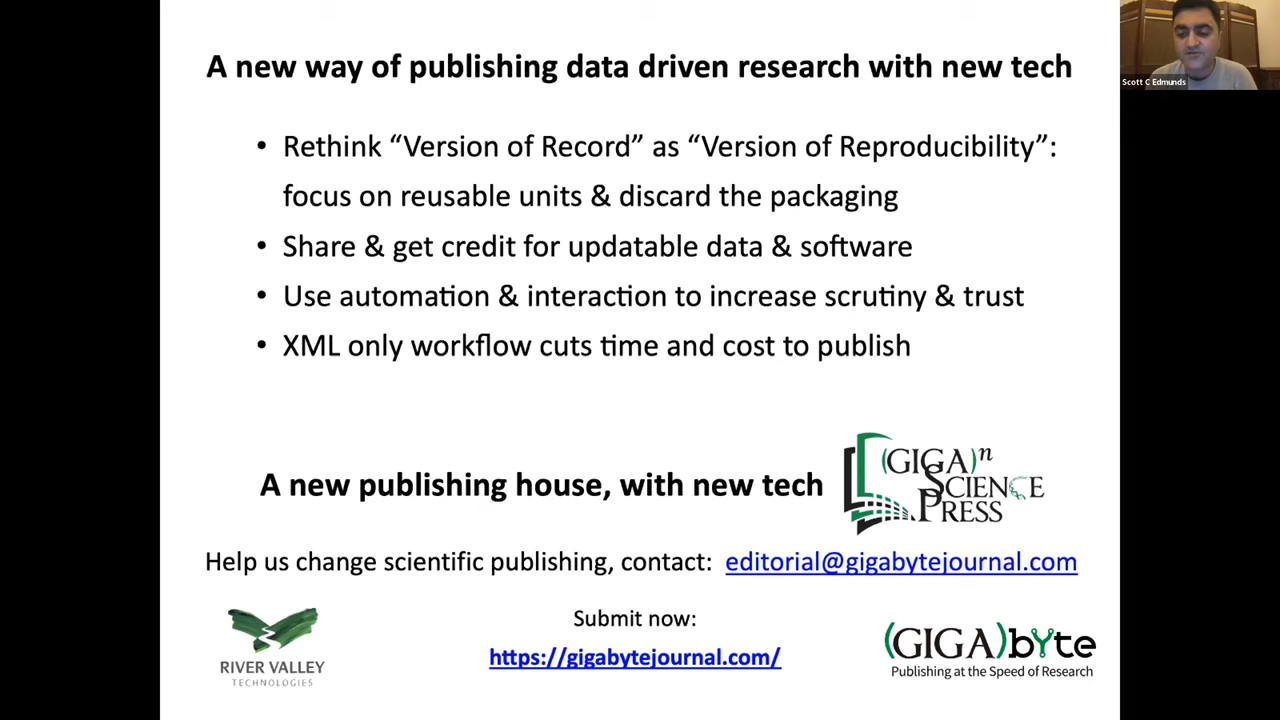 A new way of publishing data driven research with new tech
Scott C Edmunds
• Rethink “Version of Record” as “Version of Reproducibility”:
focus on reusable units & discard the packaging
• Share & get credit for updatable data & software
• Use automation & interaction to increase scrutiny & trust
• XML only workflow cuts time and cost to publish
A new publishing house, with new tech
(GIGA)n
SCIENCE
PRESS
Help us change scientific publishing, contact: editorial@gigabytejournal.com
Submit now:
https://gigabytejournal.com/
RIVER VALLEY
TECHNOLOGIES
(GIGA)byte
Publishing at the Speed of Research